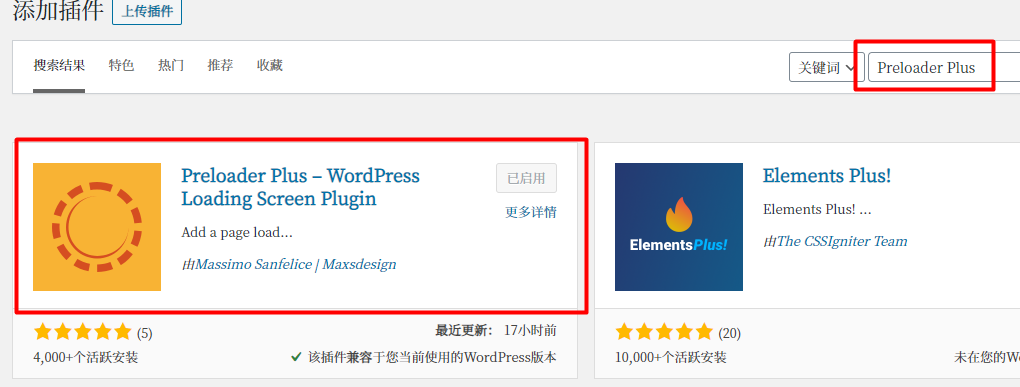 添加插件 上传插件
搜索结果 特色 热门 推荐 收藏 关键词 Preloader Plus
Preloader Plus – WordPress
Loading Screen Plugin
已启用
更多详情
Add a page load...
由Massimo Sanfelice | Maxsdesign
(5)
最近更新： 17小时前
4,000+个活跃安装
该插件兼容于您当前使用的WordPress版本
ElementsPlus!
Elements Plus!
Elements Plus! ...
由The CSSIgniter Team
(20)
10,000+个活跃安装
未在您的W